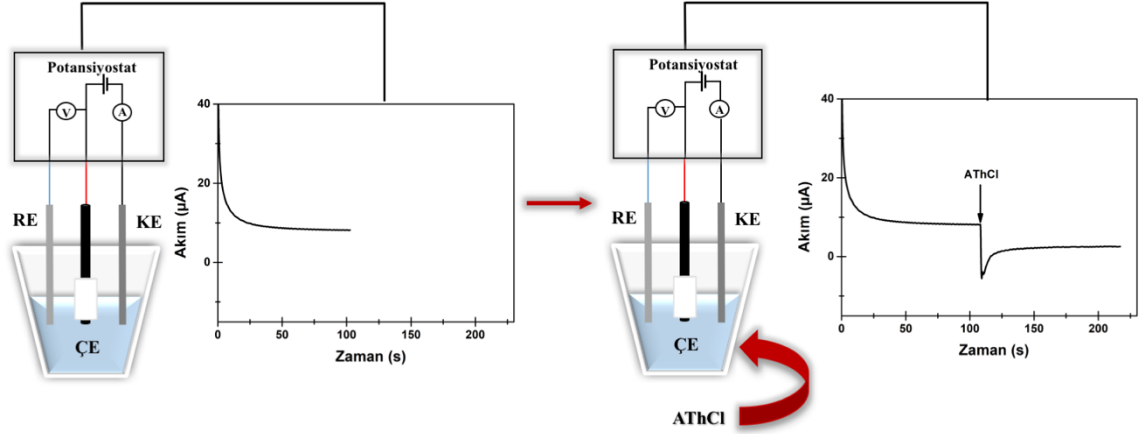 Potansiyostat
V
A
RE
KE
ÇE
Akım (µA)
40
20
0
0
50
100
150
200
Zaman (s)
Potansiyostat
V
A
RE
KE
ÇE
AThCl
Akım (µA)
40
20
0
AThCl
0
50
100
150
200
Zaman (s)